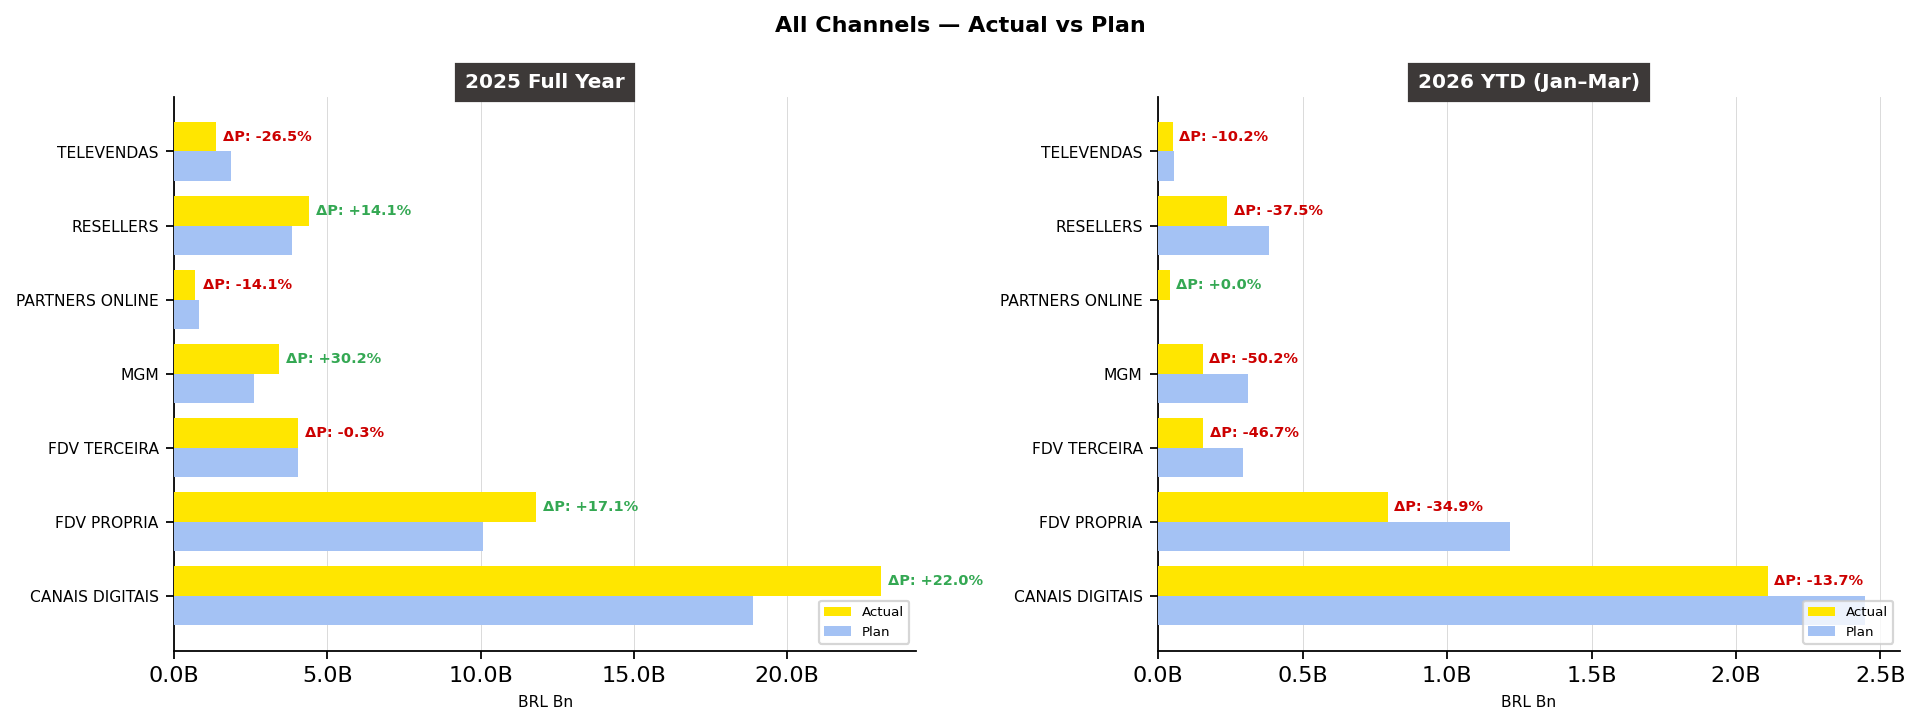 All Channels — Actual vs Plan
2025 Full Year
TELEVENDAS
ΔP: -26.5%
RESELLERS
ΔP: +14.1%
PARTNERS ONLINE
ΔP: -14.1%
MGM
ΔP: +30.2%
FDV TERCEIRA
ΔP: -0.3%
FDV PROPRIA
ΔP: +17.1%
CANAIS DIGITAIS
ΔP: +22.0%
Actual
Plan
0.0B 5.0B 10.0B 15.0B 20.0B
BRL Bn
2026 YTD (Jan–Mar)
TELEVENDAS
ΔP: -10.2%
RESELLERS
ΔP: -37.5%
PARTNERS ONLINE
ΔP: +0.0%
MGM
ΔP: -50.2%
FDV TERCEIRA
ΔP: -46.7%
FDV PROPRIA
ΔP: -34.9%
CANAIS DIGITAIS
ΔP: -13.7%
Actual
Plan
0.0B 0.5B 1.0B 1.5B 2.0B 2.5B
BRL Bn